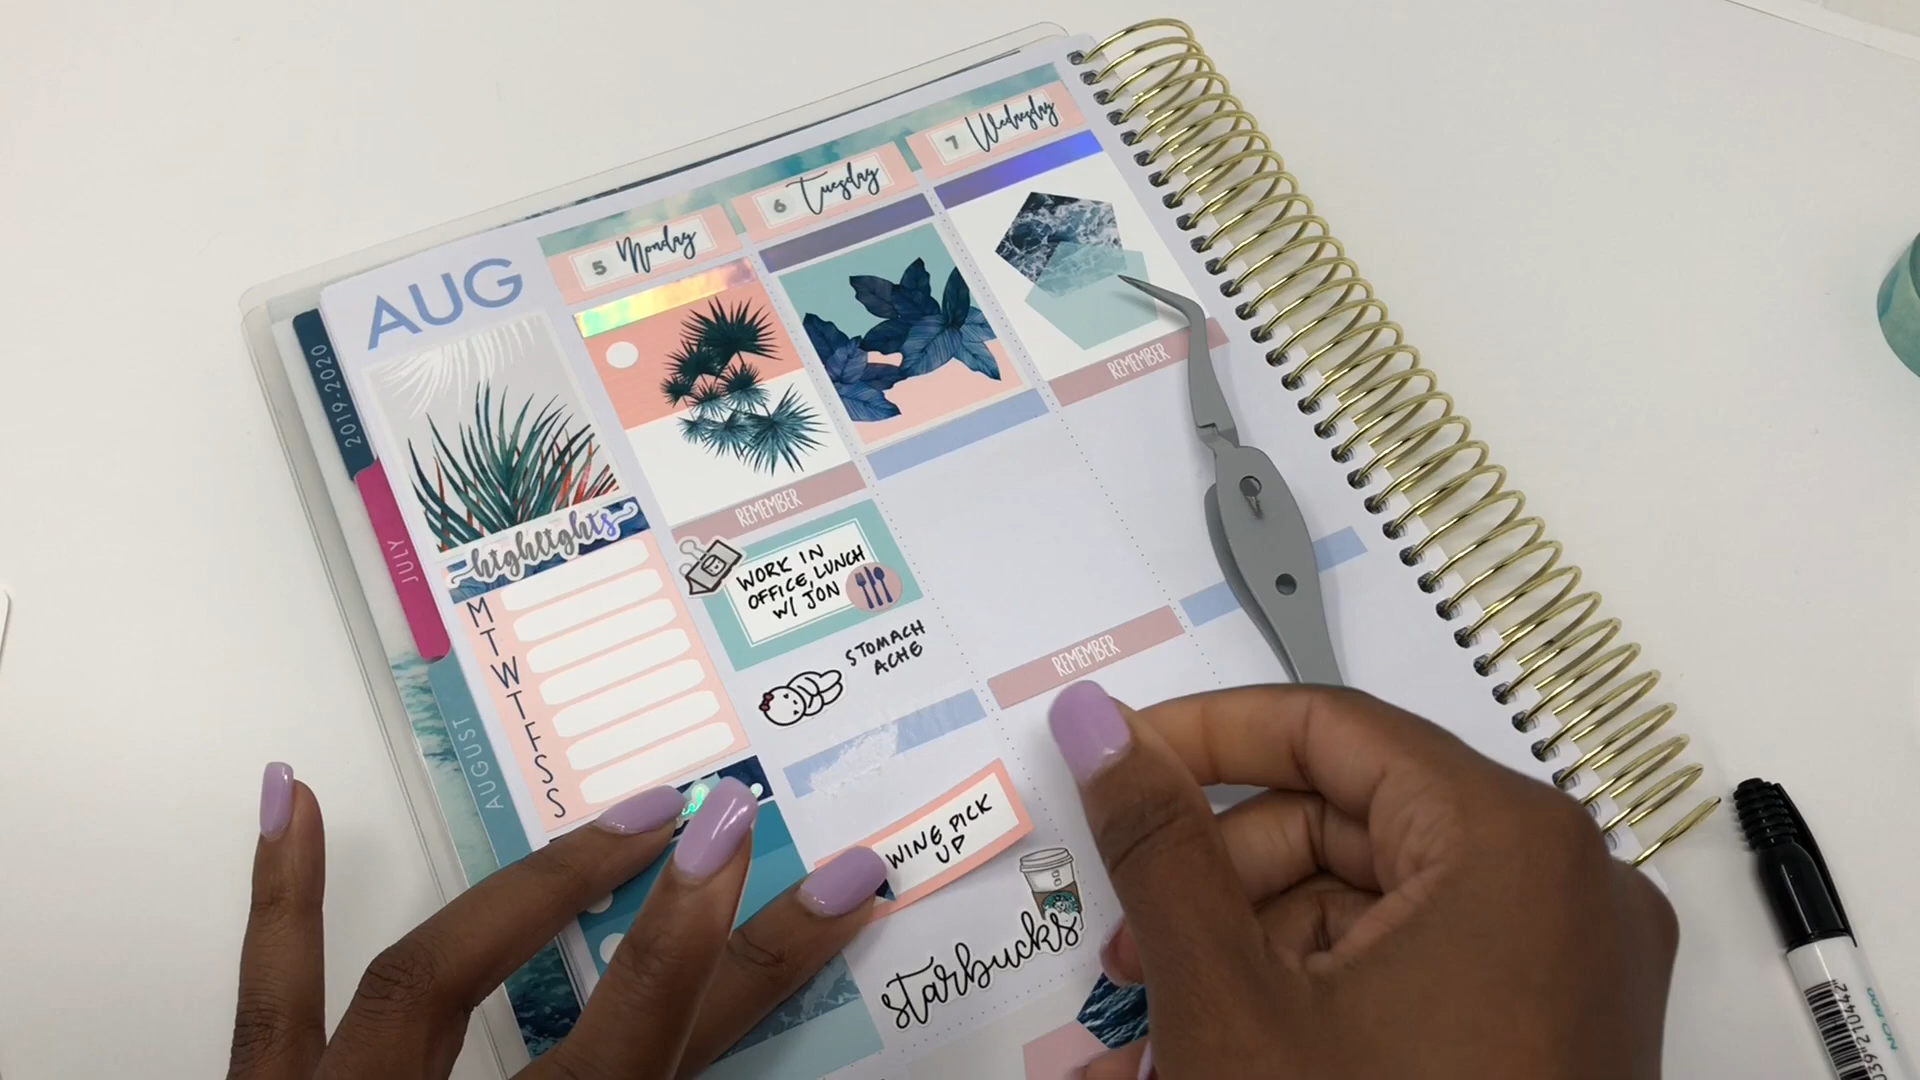 AUG
5 Monday
6 Tuesday
7 Wednesday
2019-2020
JULY
AUGUST
highlights
M
T
W
T
F
S
S
REMEMBER
WORK IN
OFFICE, LUNCH
W/ JON
STOMACH
ACHE
WINE PICK
UP
starbucks
REMEMBER
REMEMBER